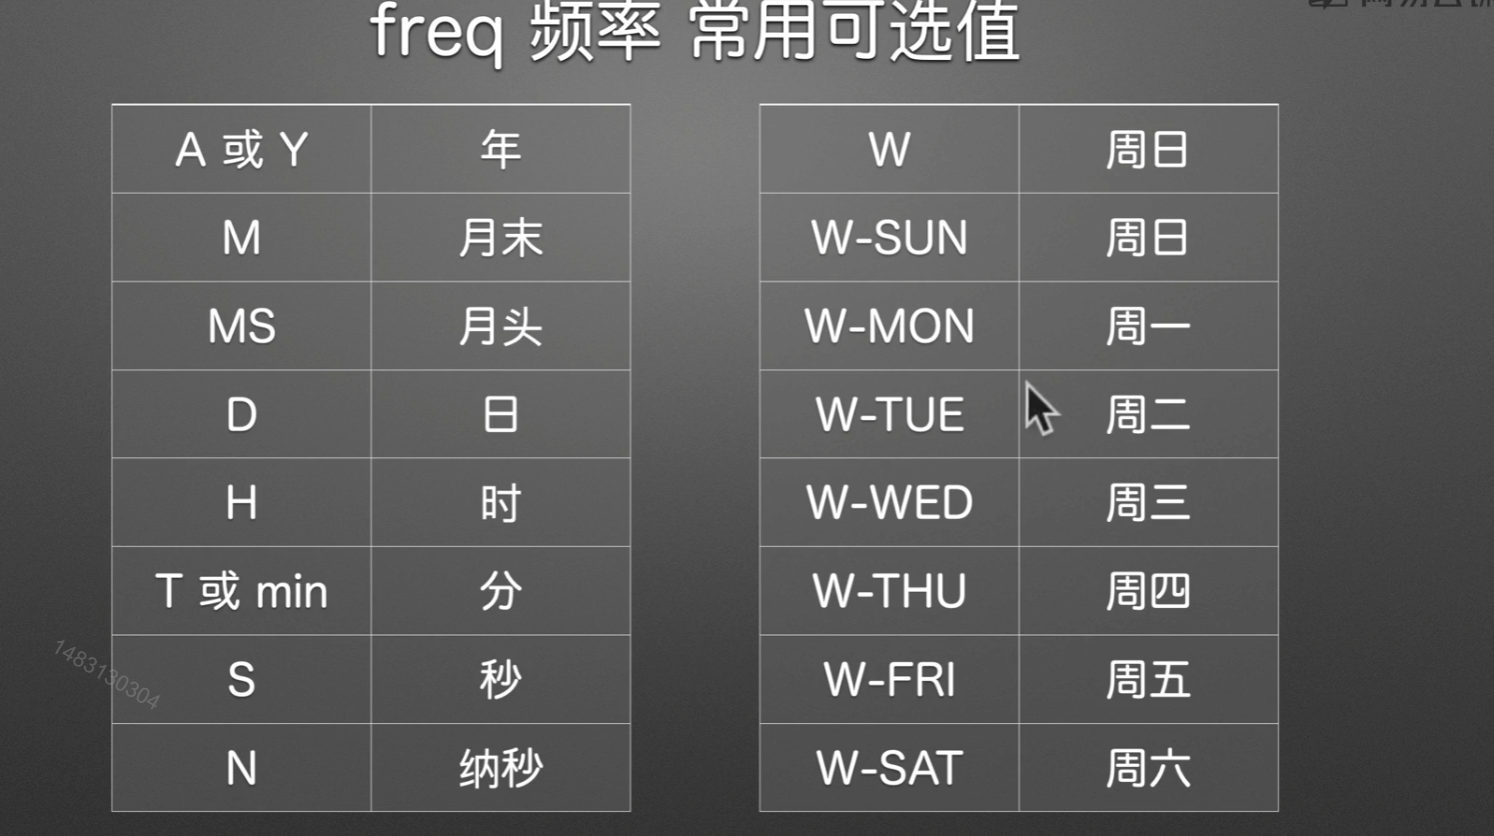 freq 频率 常用可选值
A 或 Y 年
M 月末
MS 月头
D 日
H 时
T 或 min 分
S 秒
N 纳秒
W 周日
W-SUN 周日
W-MON 周一
W-TUE 周二
W-WED 周三
W-THU 周四
W-FRI 周五
W-SAT 周六
1483130304